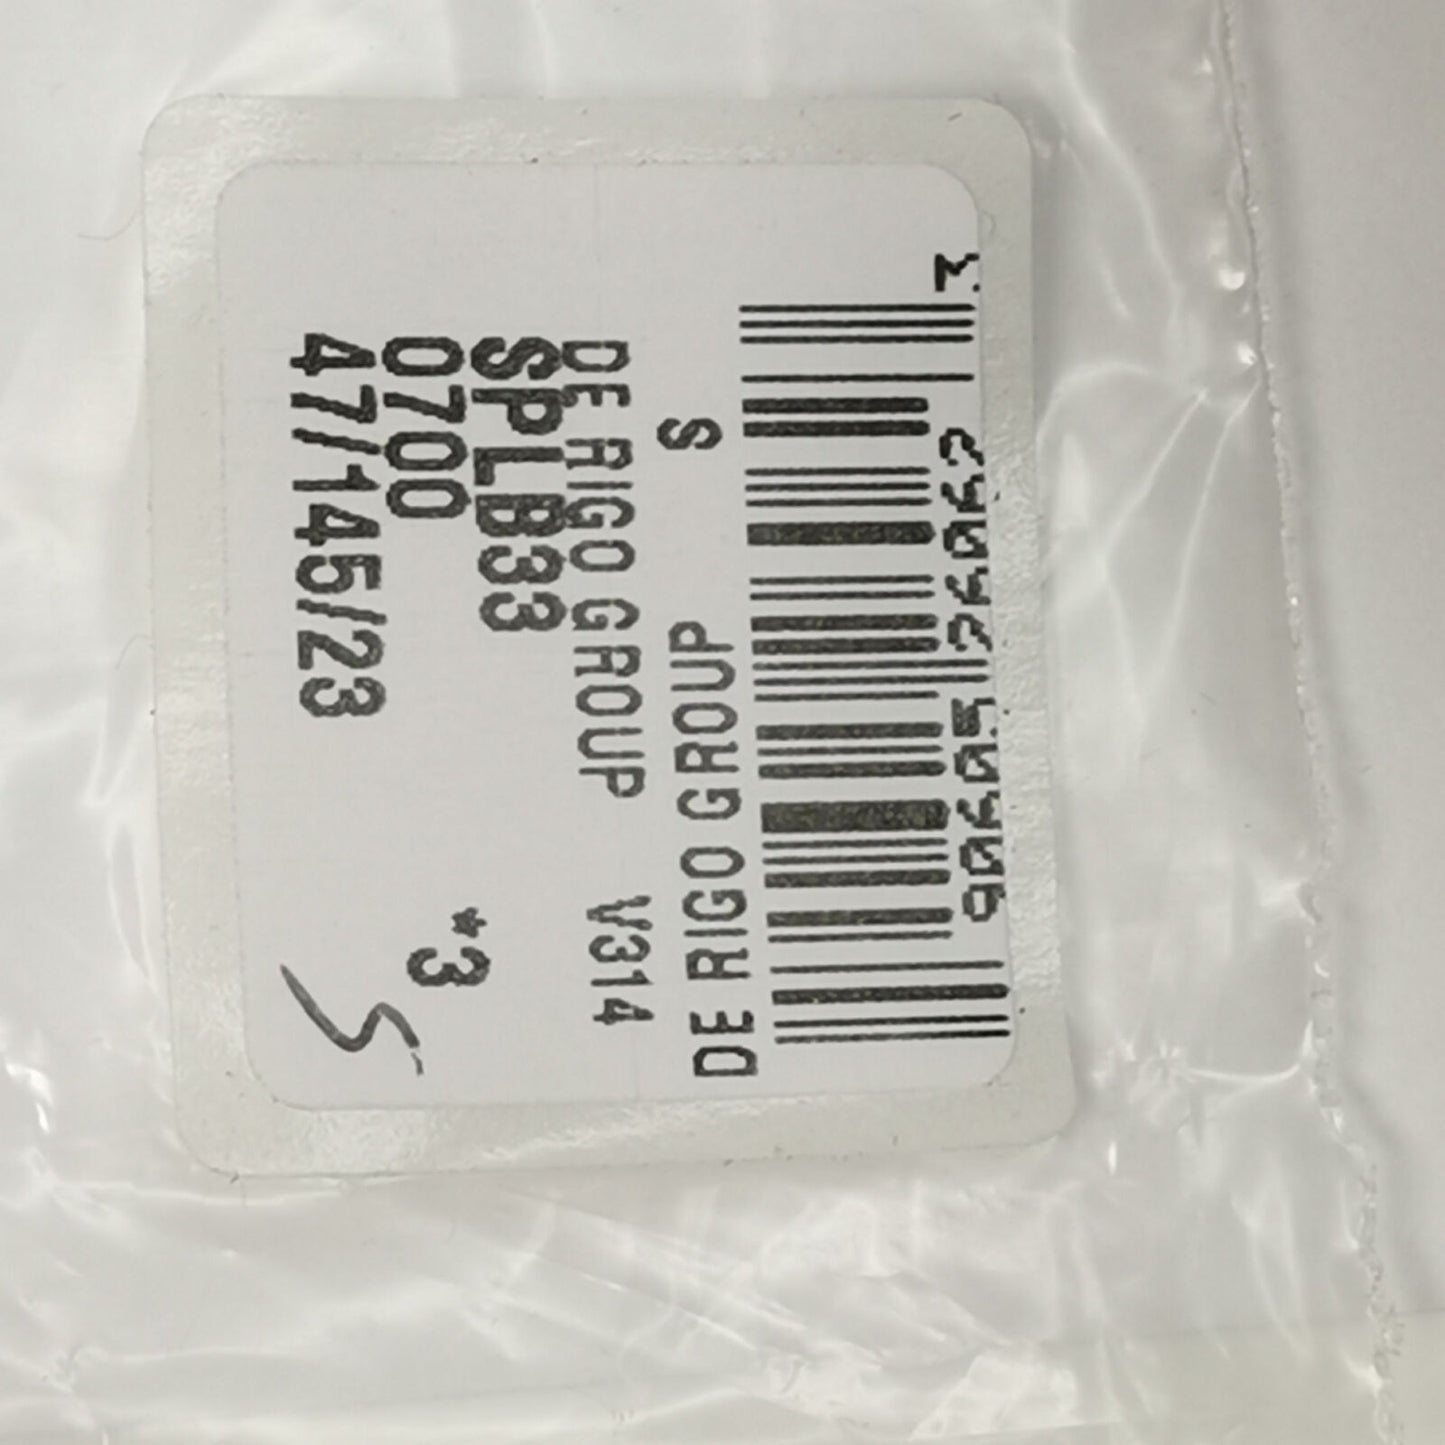 DE RIGO GROUP S
DE RIGO GROUP V314
SPLB33
0700 *3
47/145/23